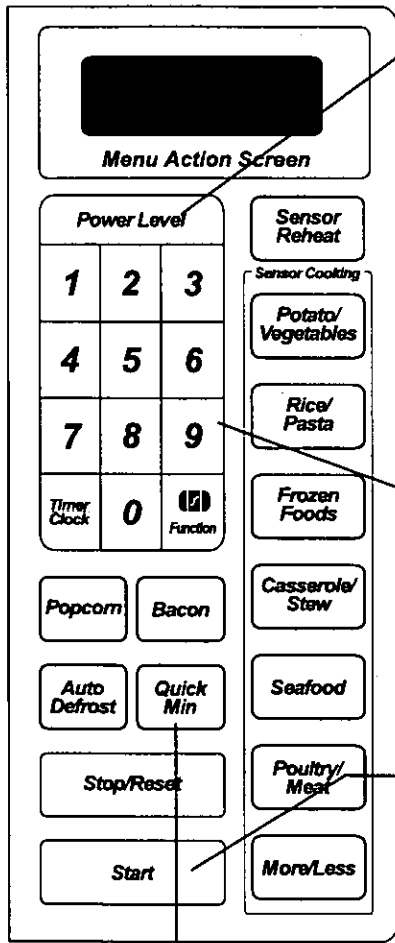 Menu Action Screen
Power Level
1 2 3
4 5 6
7 8 9
Timer
Clock
0
Function
Popcorn
Bacon
Auto
Defrost
Quick
Min
Stop/Reset
Start
Sensor
Reheat
Sensor Cooking
Potato/
Vegetables
Rice/
Pasta
Frozen
Foods
Casserole/
Stew
Seafood
Poultry/
Meat
More/Less